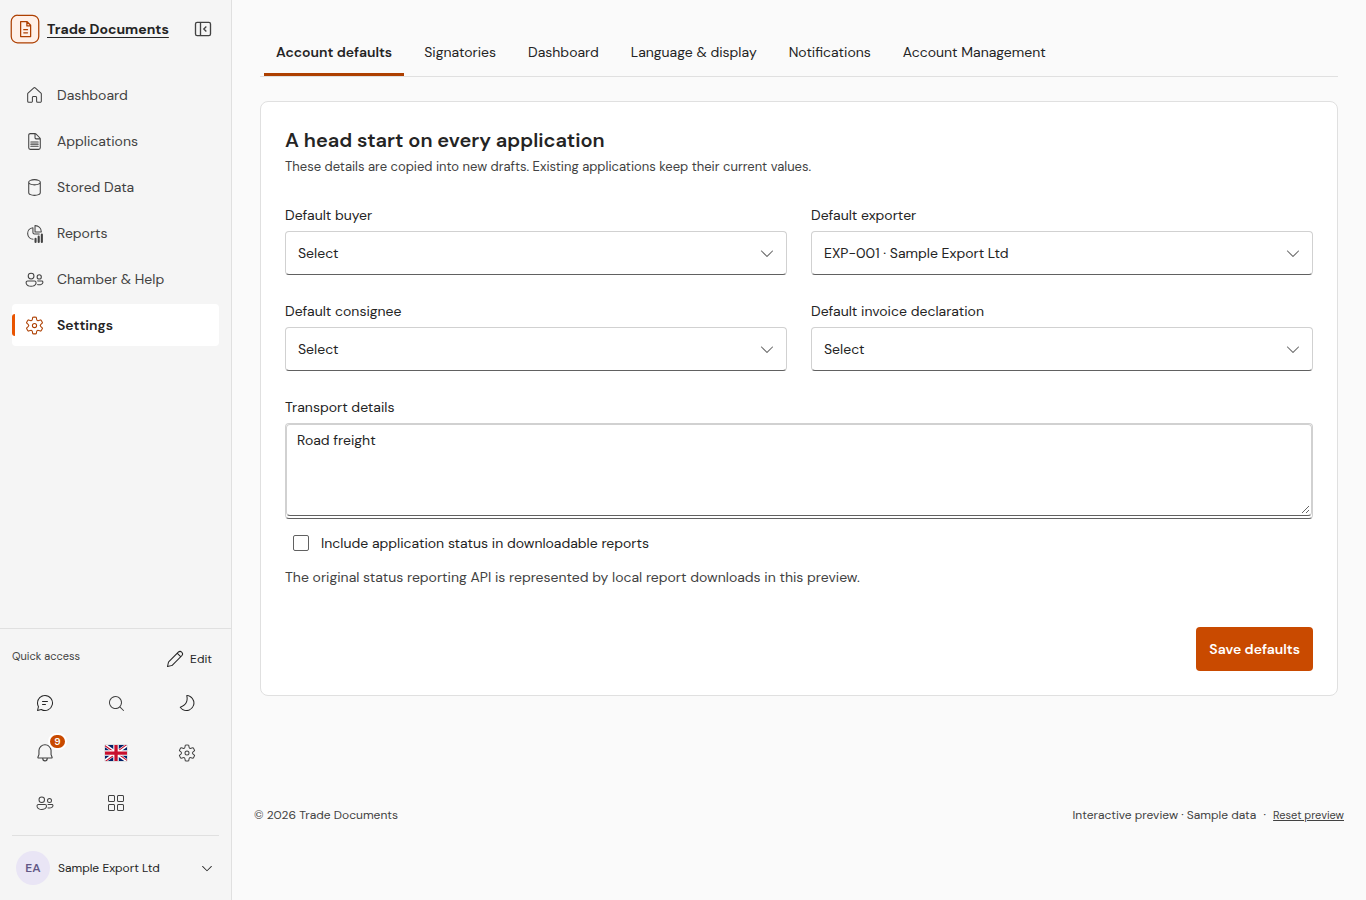 Trade Documents
Dashboard
Applications
Stored Data
Reports
Chamber & Help
Settings
Quick access
Edit
9
EA
Sample Export Ltd
Account defaults
Signatories
Dashboard
Language & display
Notifications
Account Management
A head start on every application
These details are copied into new drafts. Existing applications keep their current values.
Default buyer
Select
Default exporter
EXP-001 · Sample Export Ltd
Default consignee
Select
Default invoice declaration
Select
Transport details
Road freight
Include application status in downloadable reports
The original status reporting API is represented by local report downloads in this preview.
Save defaults
© 2026 Trade Documents
Interactive preview · Sample data · Reset preview